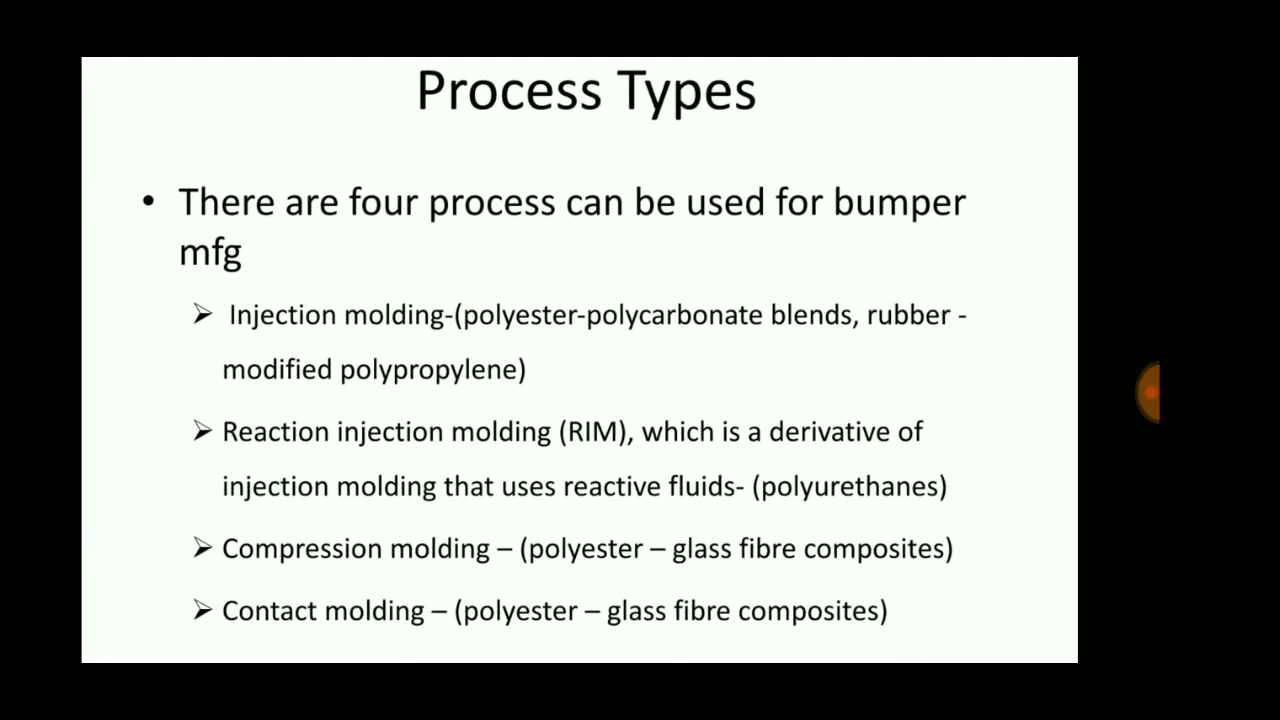 Process Types
• There are four process can be used for bumper
mfg
➢ Injection molding-(polyester-polycarbonate blends, rubber -
modified polypropylene)
➢ Reaction injection molding (RIM), which is a derivative of
injection molding that uses reactive fluids- (polyurethanes)
➢ Compression molding – (polyester – glass fibre composites)
➢ Contact molding – (polyester – glass fibre composites)